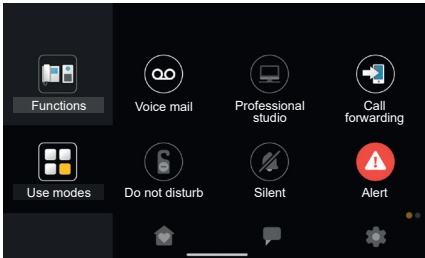 Functions
Voice mail
Professional
studio
Call
forwarding
Use modes
Do not disturb
Silent
Alert